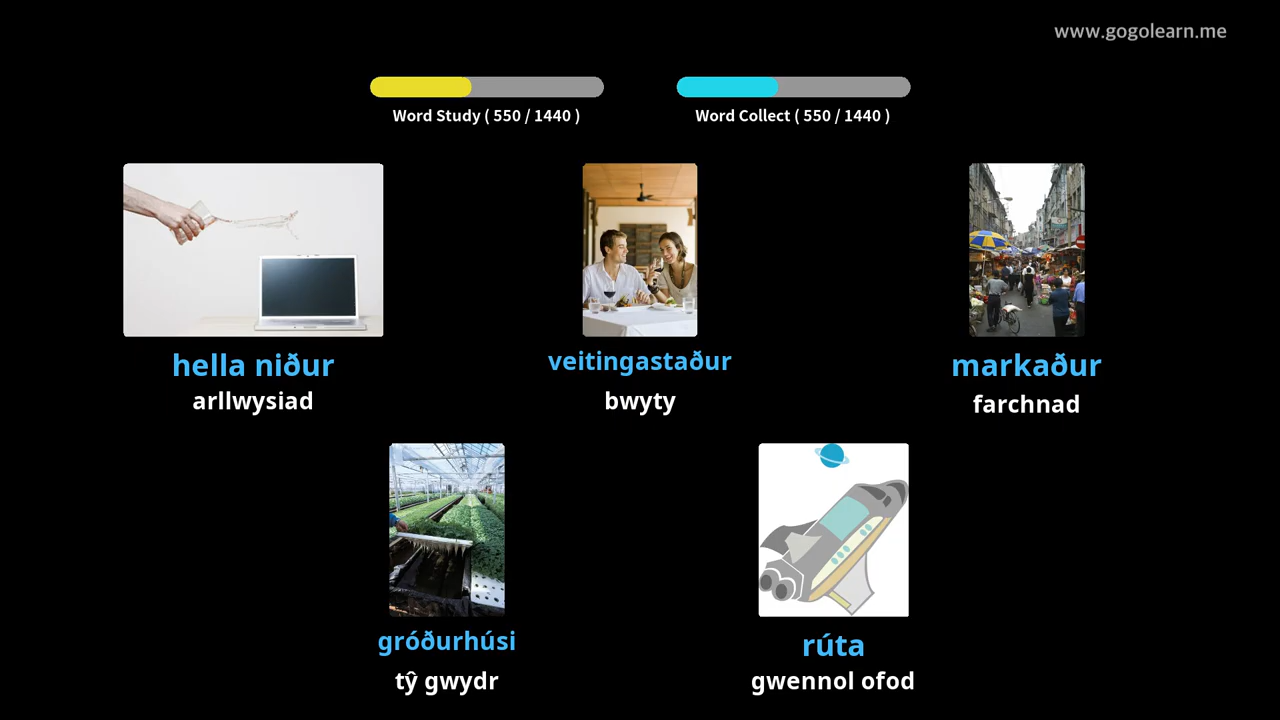 www.gogolearn.me
Word Study ( 550 / 1440 )
Word Collect ( 550 / 1440 )
hella niður
arllwysiad
veitingastaður
bwyty
markaður
farchnad
gróðurhúsi
tŷ gwydr
rúta
gwennol ofod